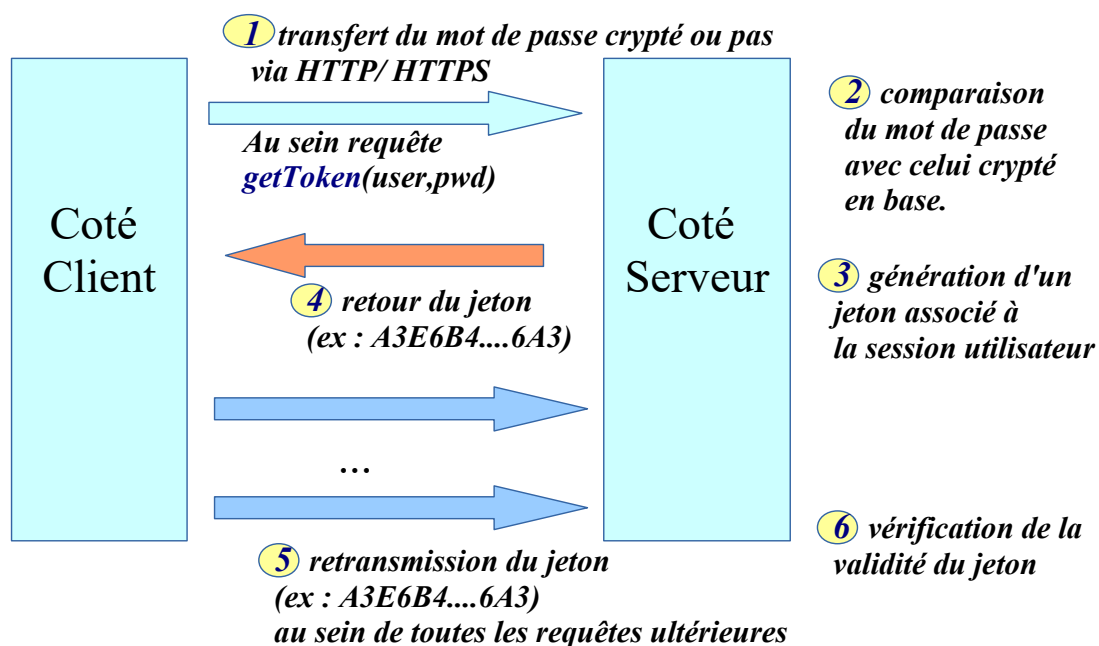 1 transfert du mot de passe crypté ou pas
via HTTP/ HTTPS
Au sein requête
getToken(user,pwd)
Coté
Client
Coté
Serveur
2 comparaison
du mot de passe
avec celui crypté
en base.
3 génération d'un
jeton associé à
la session utilisateur
4 retour du jeton
(ex : A3E6B4....6A3)
...
5 retransmission du jeton
(ex : A3E6B4....6A3)
au sein de toutes les requêtes ultérieures
6 vérification de la
validité du jeton